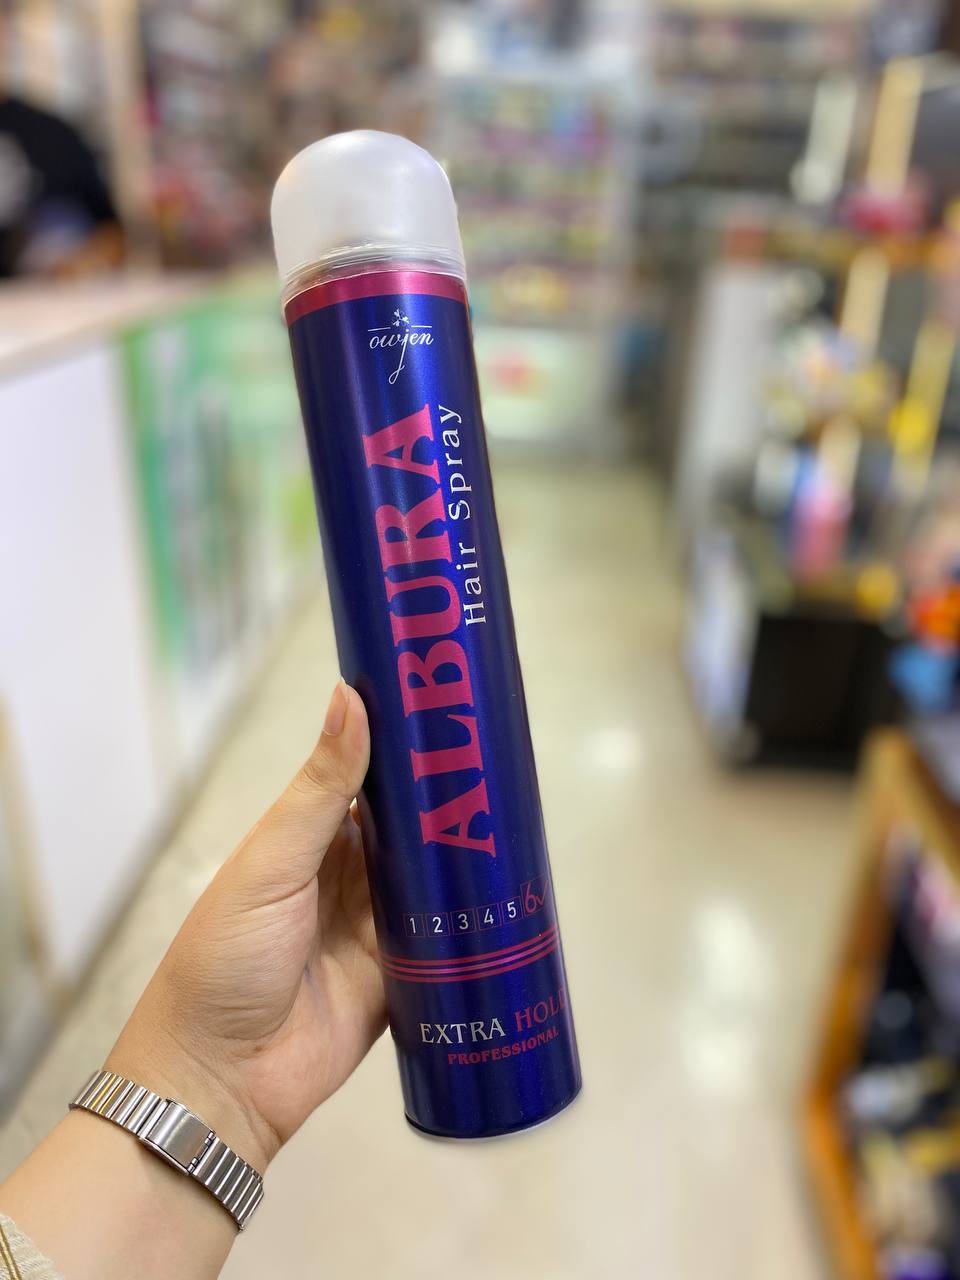 owjen
ALBURA
Hair Spray
1 2 3 4 5 6
EXTRA HOLD
PROFESSIONAL